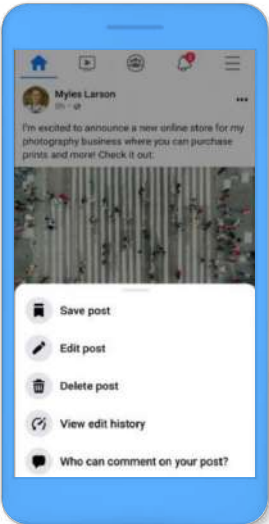 Myles Larson
I'm excited to announce a new online store for my
photography business where you can purchase
prints and more! Check it out.
Save post
Edit post
Delete post
View edit history
Who can comment on your post?